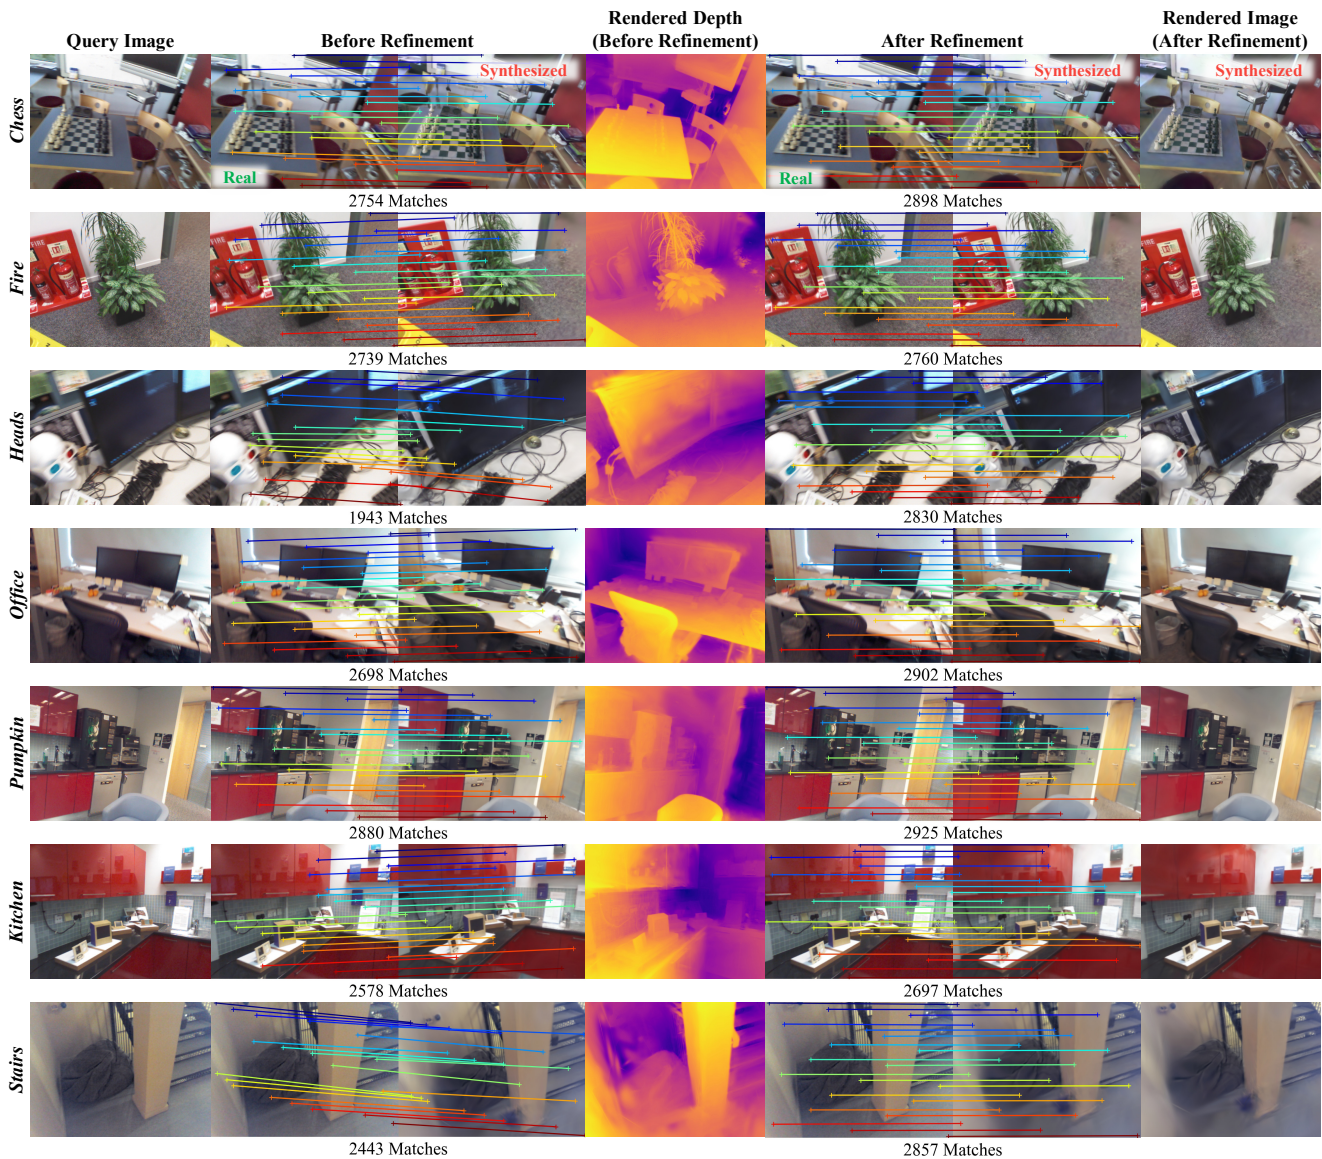 Query Image
Before Refinement
Rendered Depth
(Before Refinement)
After Refinement
Rendered Image
(After Refinement)
Chess
Synthesized
Real
Synthesized
Real
Synthesized
2754 Matches
2898 Matches
Fire
FIRE
2739 Matches
2760 Matches
Heads
1943 Matches
2830 Matches
Office
2698 Matches
2902 Matches
Pumpkin
2880 Matches
2925 Matches
Kitchen
2578 Matches
2697 Matches
Stairs
2443 Matches
2857 Matches